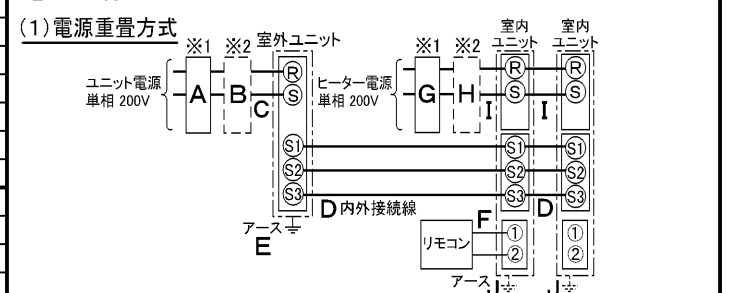 (1)電源重畳方式
※1 ※2 室外ユニット
ユニット電源
単相 200V
A
B
C
R
S
S1
S2
S3
アース
E
D 内外接続線
※1 ※2
ヒーター電源
単相 200V
G
H
I
室内
ユニット
R
S
S1
S2
S3
F
リモコン
①
②
アース J
室内
ユニット
I
R
S
S1
S2
S3
D
①
②
J